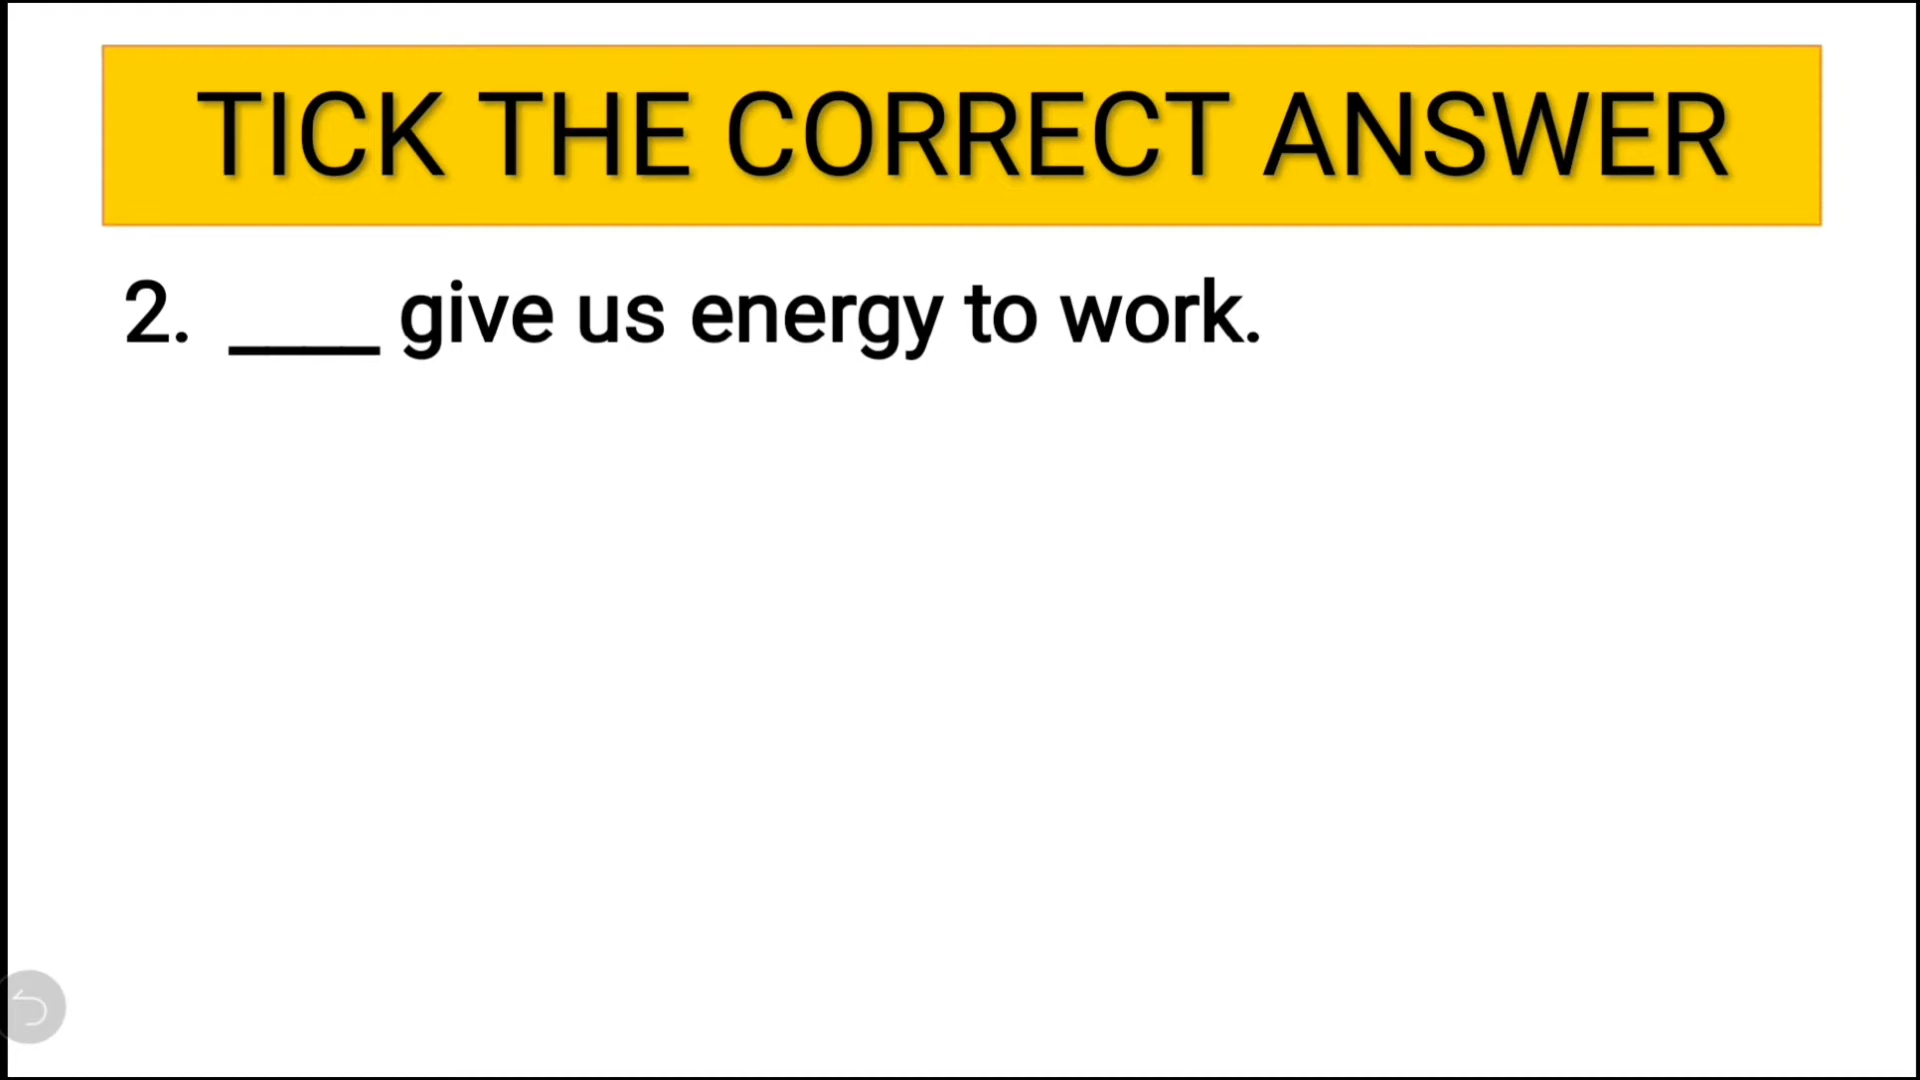 TICK THE CORRECT ANSWER
2. ____ give us energy to work.